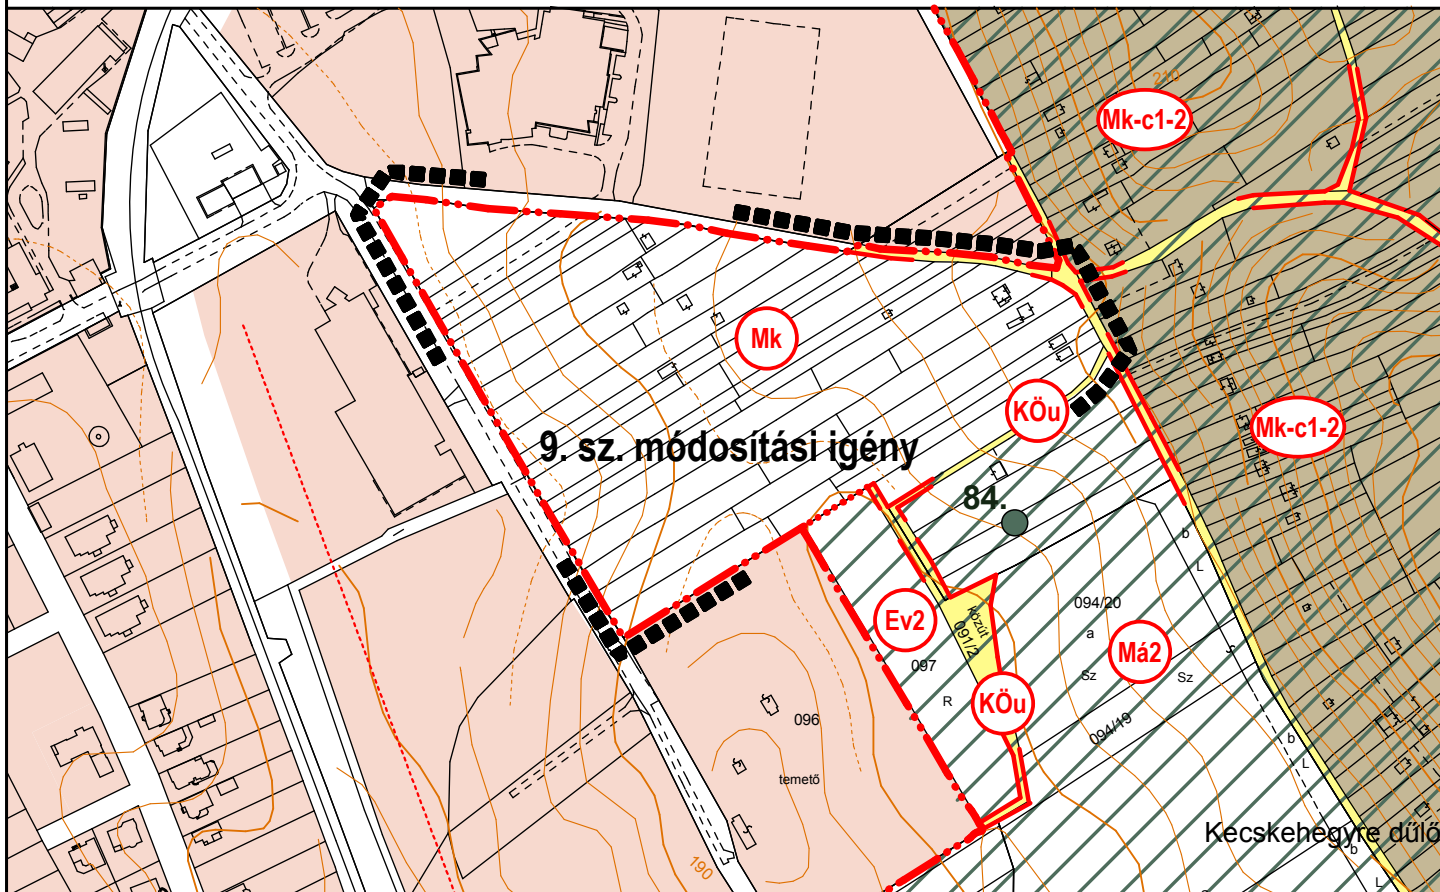 210
Mk-c1-2
Mk
KÖu
Mk-c1-2
9. sz. módosítási igény
84.
b
L
094/20
a
Sz
Sz
Má2
Ev2
097
R
közút
091/2
KÖu
094/19
S
096
temető
190
b
L
Kecskehegyre dűlő
b
L